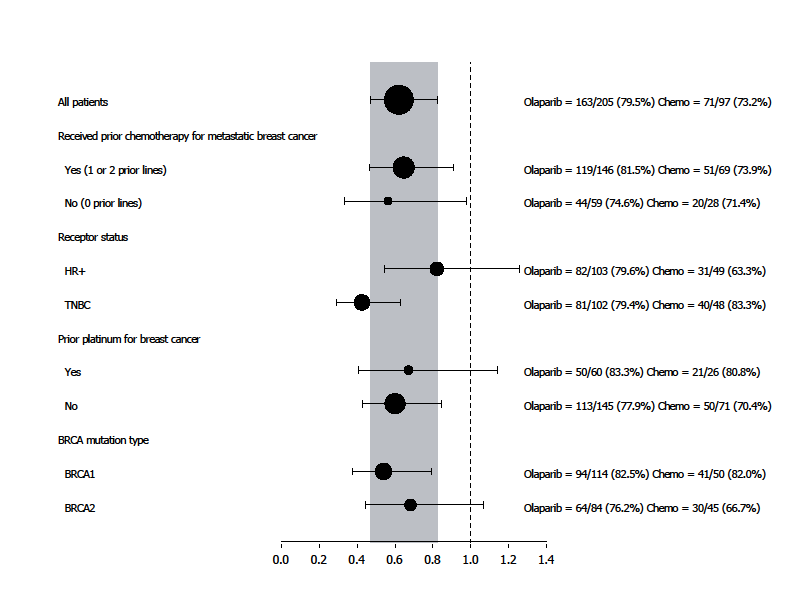 All patients Olaparib = 163/205 (79.5%) Chemo = 71/97 (73.2%)
Received prior chemotherapy for metastatic breast cancer
Yes (1 or 2 prior lines) Olaparib = 119/146 (81.5%) Chemo = 51/69 (73.9%)
No (0 prior lines) Olaparib = 44/59 (74.6%) Chemo = 20/28 (71.4%)
Receptor status
HR+ Olaparib = 82/103 (79.6%) Chemo = 31/49 (63.3%)
TNBC Olaparib = 81/102 (79.4%) Chemo = 40/48 (83.3%)
Prior platinum for breast cancer
Yes Olaparib = 50/60 (83.3%) Chemo = 21/26 (80.8%)
No Olaparib = 113/145 (77.9%) Chemo = 50/71 (70.4%)
BRCA mutation type
BRCA1 Olaparib = 94/114 (82.5%) Chemo = 41/50 (82.0%)
BRCA2 Olaparib = 64/84 (76.2%) Chemo = 30/45 (66.7%)
0.0 0.2 0.4 0.6 0.8 1.0 1.2 1.4